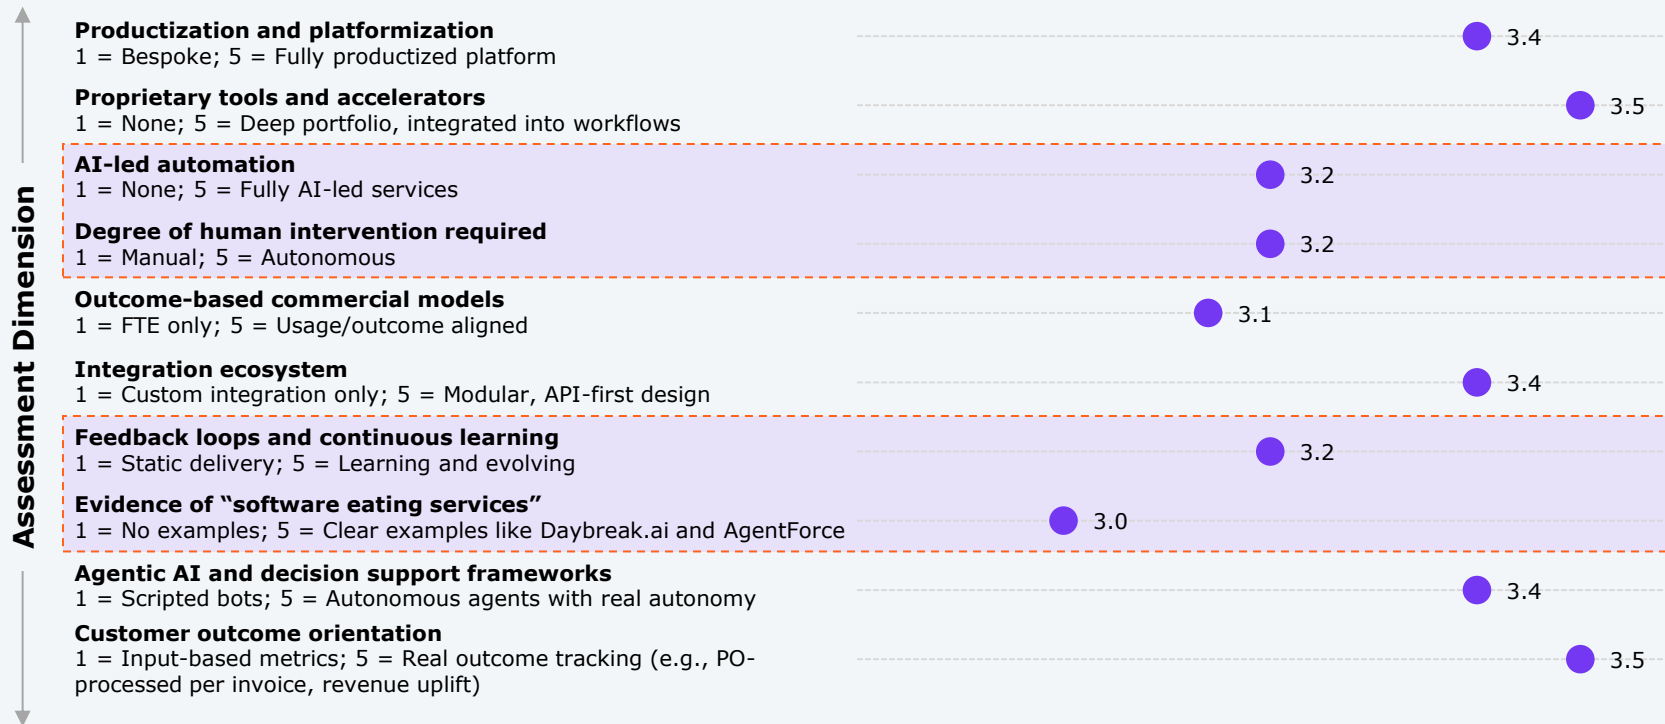 Assessment Dimension
Productization and platformization
1 = Bespoke; 5 = Fully productized platform
3.4
Proprietary tools and accelerators
1 = None; 5 = Deep portfolio, integrated into workflows
3.5
AI-led automation
1 = None; 5 = Fully AI-led services
3.2
Degree of human intervention required
1 = Manual; 5 = Autonomous
3.2
Outcome-based commercial models
1 = FTE only; 5 = Usage/outcome aligned
3.1
Integration ecosystem
1 = Custom integration only; 5 = Modular, API-first design
3.4
Feedback loops and continuous learning
1 = Static delivery; 5 = Learning and evolving
3.2
Evidence of “software eating services”
1 = No examples; 5 = Clear examples like Daybreak.ai and AgentForce
3.0
Agentic AI and decision support frameworks
1 = Scripted bots; 5 = Autonomous agents with real autonomy
3.4
Customer outcome orientation
1 = Input-based metrics; 5 = Real outcome tracking (e.g., PO-
processed per invoice, revenue uplift)
3.5